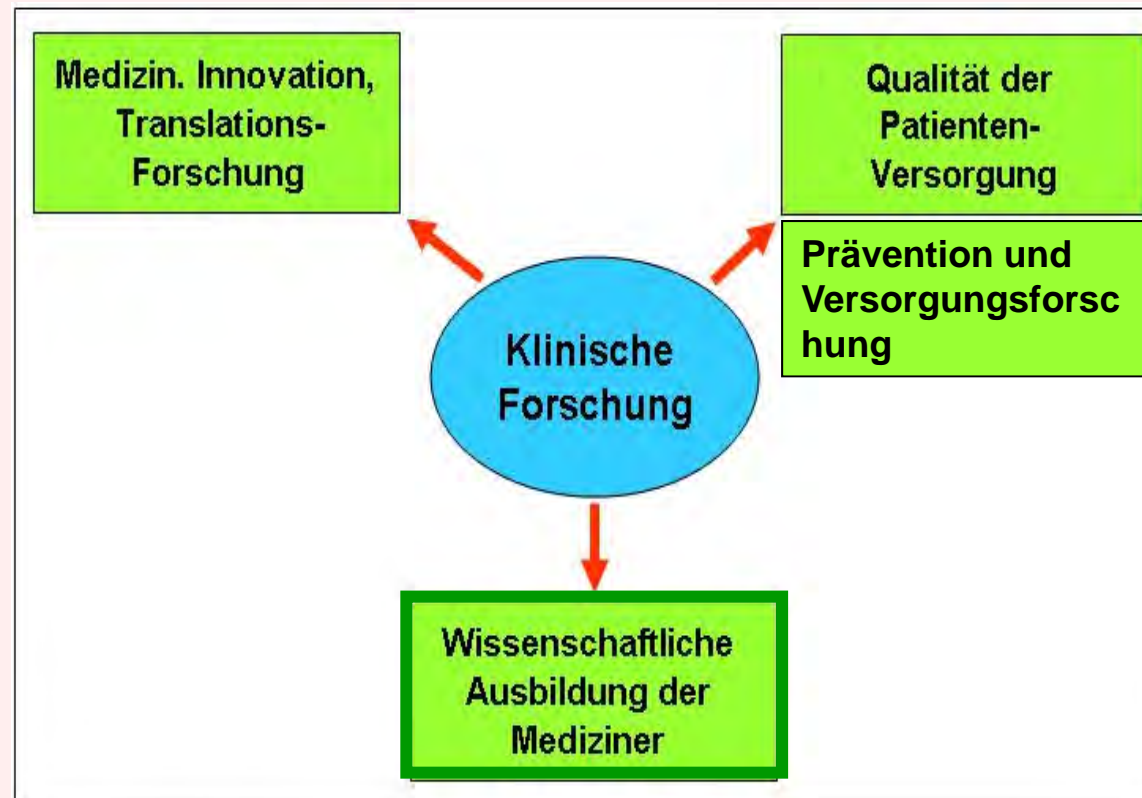 Medizin. Innovation,
Translations-
Forschung
Qualität der
Patienten-
Versorgung
Prävention und
Versorgungsforsc
hung
Klinische
Forschung
Wissenschaftliche
Ausbildung der
Mediziner